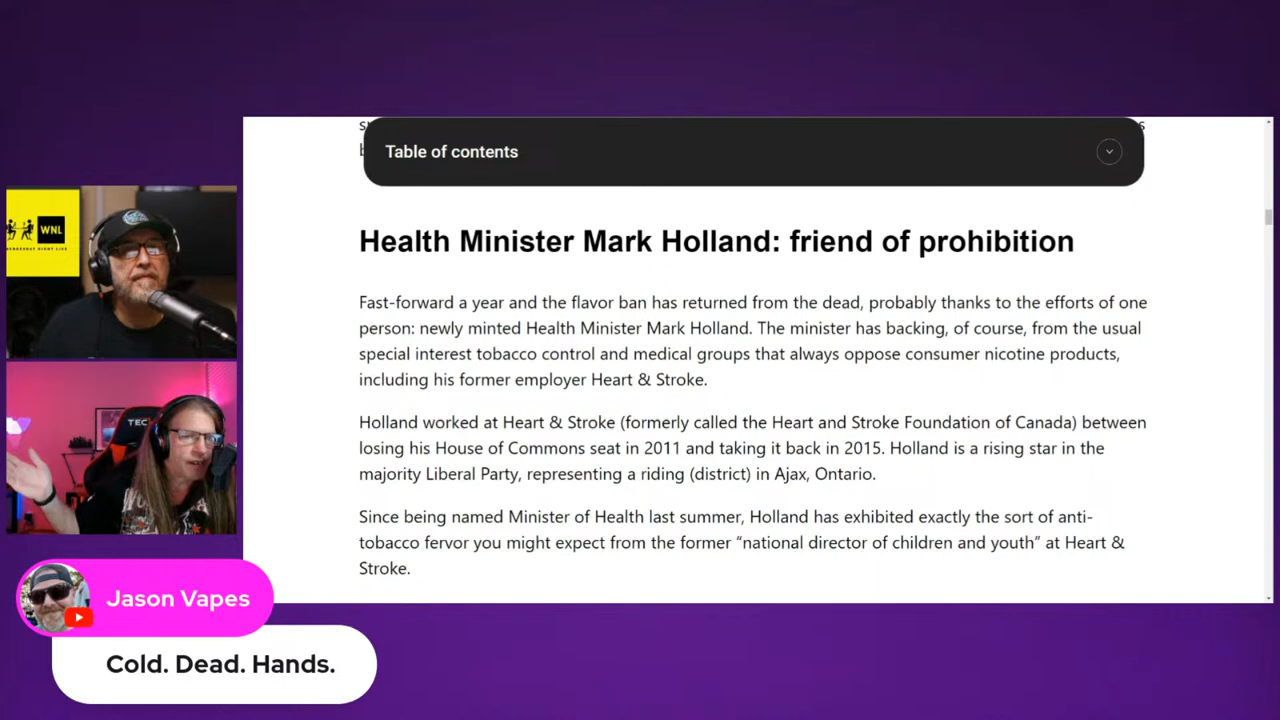 Table of contents
Health Minister Mark Holland: friend of prohibition
Fast-forward a year and the flavor ban has returned from the dead, probably thanks to the efforts of one
person: newly minted Health Minister Mark Holland. The minister has backing, of course, from the usual
special interest tobacco control and medical groups that always oppose consumer nicotine products,
including his former employer Heart & Stroke.
Holland worked at Heart & Stroke (formerly called the Heart and Stroke Foundation of Canada) between
losing his House of Commons seat in 2011 and taking it back in 2015. Holland is a rising star in the
majority Liberal Party, representing a riding (district) in Ajax, Ontario.
Since being named Minister of Health last summer, Holland has exhibited exactly the sort of anti-
tobacco fervor you might expect from the former “national director of children and youth” at Heart &
Stroke.
WNL
TEC
Jason Vapes
Cold. Dead. Hands.